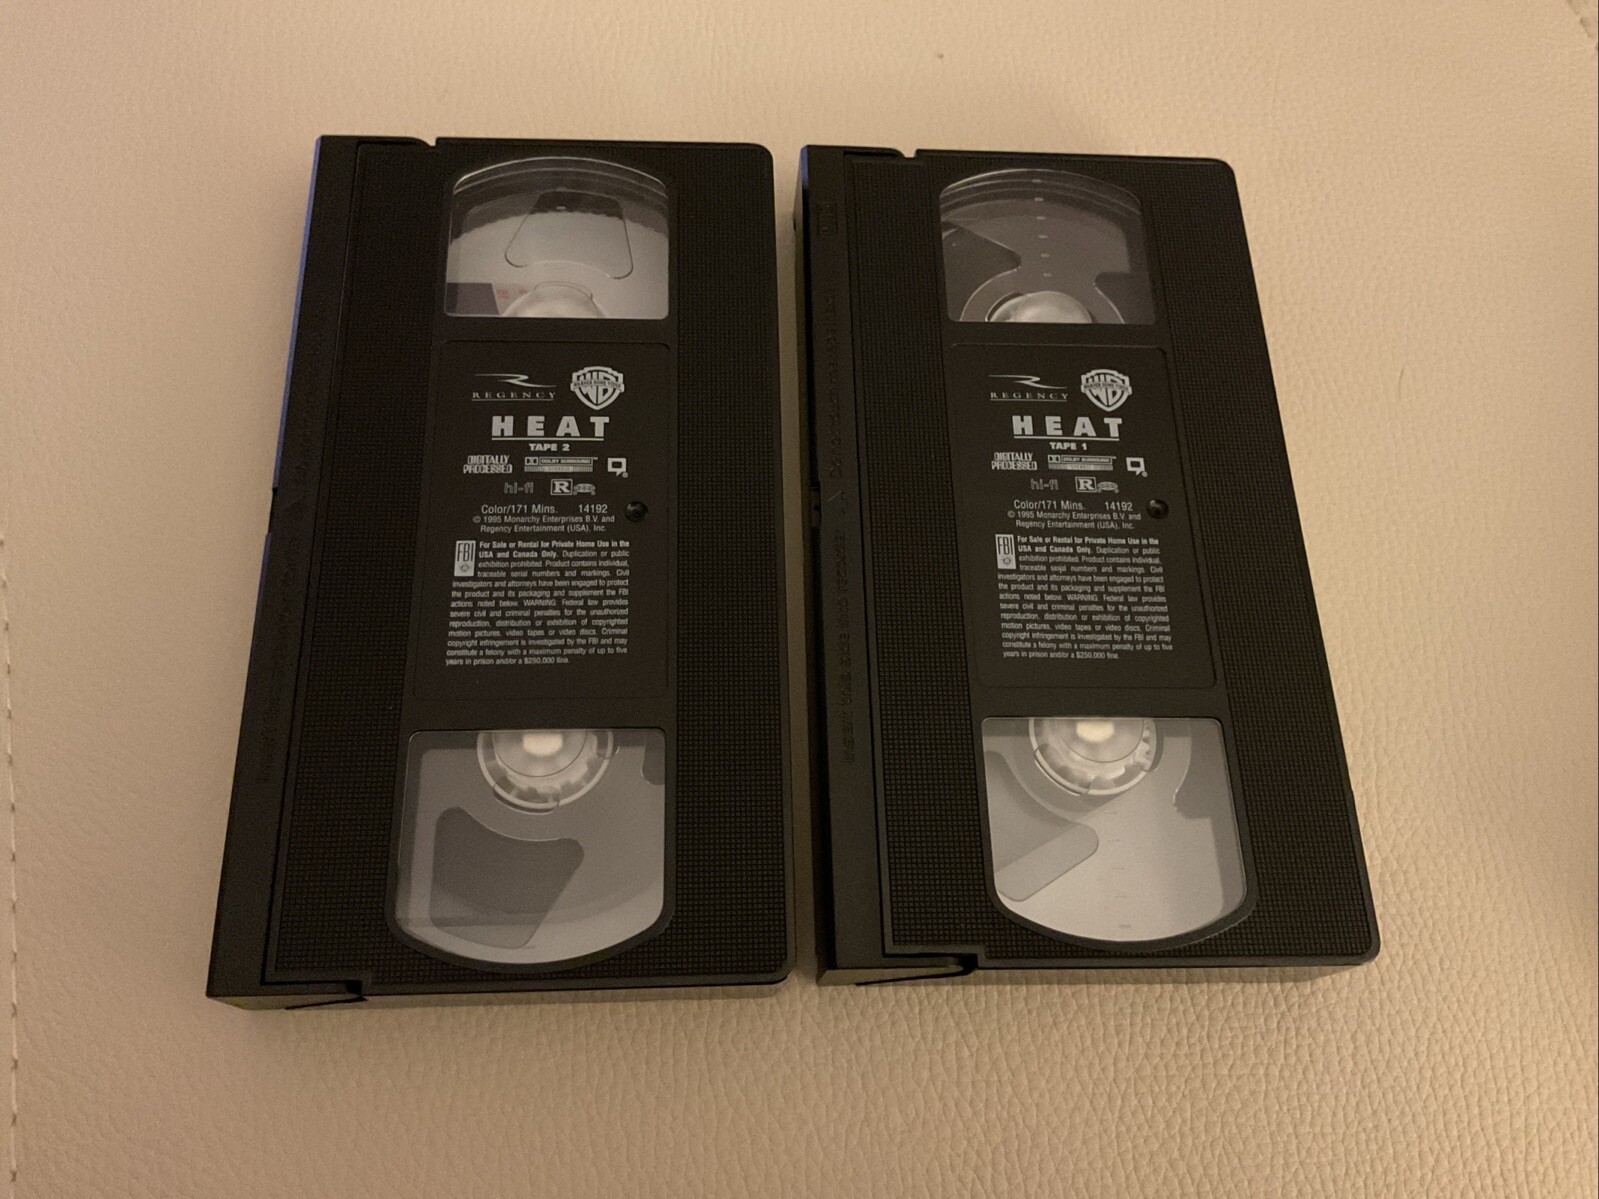 REGENCY
WARNER HOME VIDEO
HEAT
TAPE 2
DIGITALLY
PROCESSED
DOLBY SURROUND™
hi-fi R
Color/171 Mins. 14192
© 1995 Monarchy Enterprises B.V. and
Regency Entertainment (USA), Inc.
FBI
For Sale or Rental for Private Home Use in the
USA and Canada Only. Duplication or public
exhibition prohibited. Product contains individual,
traceable serial numbers and markings. Civil
investigators and attorneys have been engaged to protect
the product and its packaging and supplement the FBI
actions noted below. WARNING: Federal law provides
severe civil and criminal penalties for the unauthorized
reproduction, distribution or exhibition of copyrighted
motion pictures, video tapes or video discs. Criminal
copyright infringement is investigated by the FBI and may
constitute a felony with a maximum penalty of up to five
years in prison and/or a $250,000 fine.
REGENCY
WARNER HOME VIDEO
HEAT
TAPE 1
DIGITALLY
PROCESSED
DOLBY SURROUND™
hi-fi R
Color/171 Mins. 14192
© 1995 Monarchy Enterprises B.V. and
Regency Entertainment (USA), Inc.
FBI
For Sale or Rental for Private Home Use in the
USA and Canada Only. Duplication or public
exhibition prohibited. Product contains individual,
traceable serial numbers and markings. Civil
investigators and attorneys have been engaged to protect
the product and its packaging and supplement the FBI
actions noted below. WARNING: Federal law provides
severe civil and criminal penalties for the unauthorized
reproduction, distribution or exhibition of copyrighted
motion pictures, video tapes or video discs. Criminal
copyright infringement is investigated by the FBI and may
constitute a felony with a maximum penalty of up to five
years in prison and/or a $250,000 fine.
Insert this side into recorder